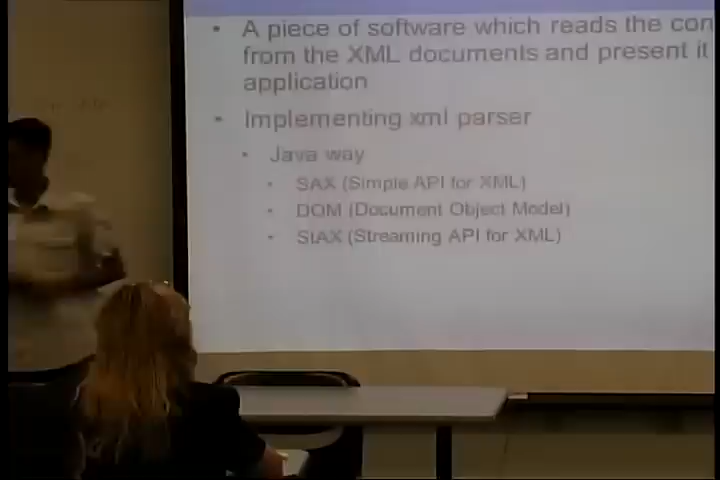 • A piece of software which reads the con
from the XML documents and present it
application
• Implementing xml parser
• Java way
• SAX (Simple API for XML)
• DOM (Document Object Model)
• StAX (Streaming API for XML)